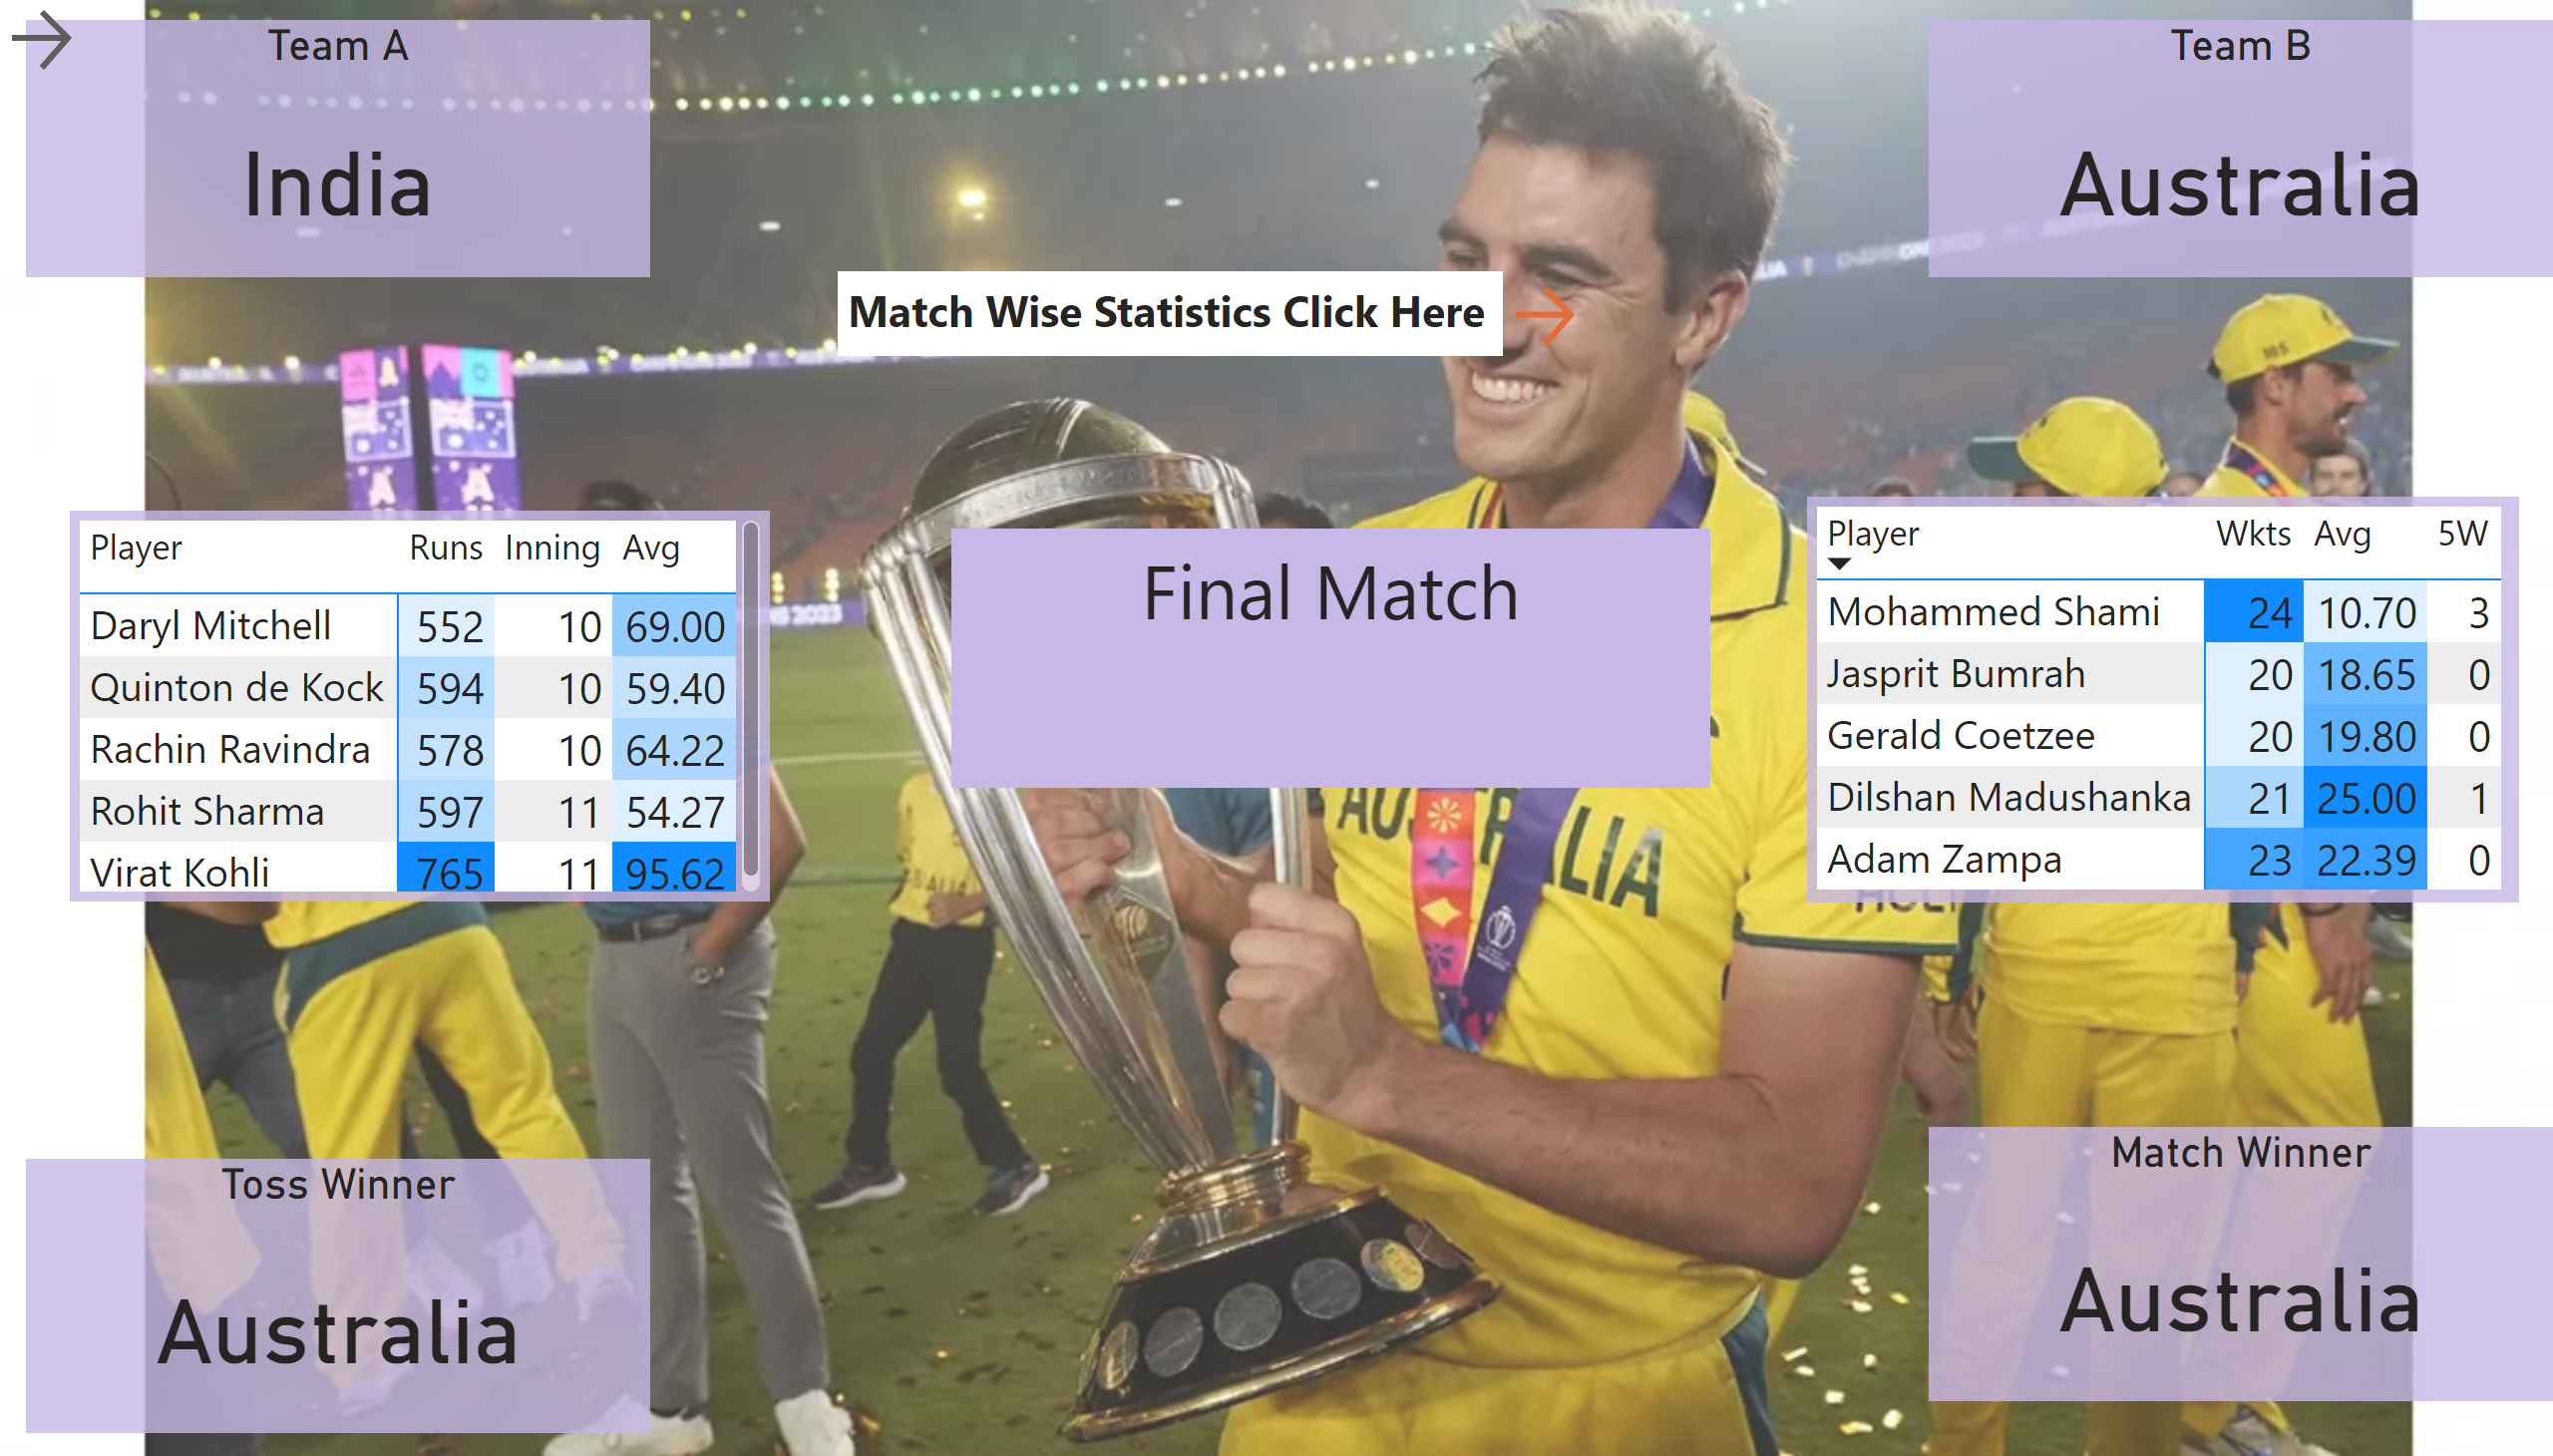 Team A
India
Team B
Australia
Match Wise Statistics Click Here
CHAMPIONS 2023
Player Runs Inning Avg
Daryl Mitchell 552 10 69.00
Quinton de Kock 594 10 59.40
Rachin Ravindra 578 10 64.22
Rohit Sharma 597 11 54.27
Virat Kohli 765 11 95.62
2023
Final Match
Player Wkts Avg 5W
Mohammed Shami 24 10.70 3
Jasprit Bumrah 20 18.65 0
Gerald Coetzee 20 19.80 0
Dilshan Madushanka 21 25.00 1
Adam Zampa 23 22.39 0
Toss Winner
Australia
Match Winner
Australia